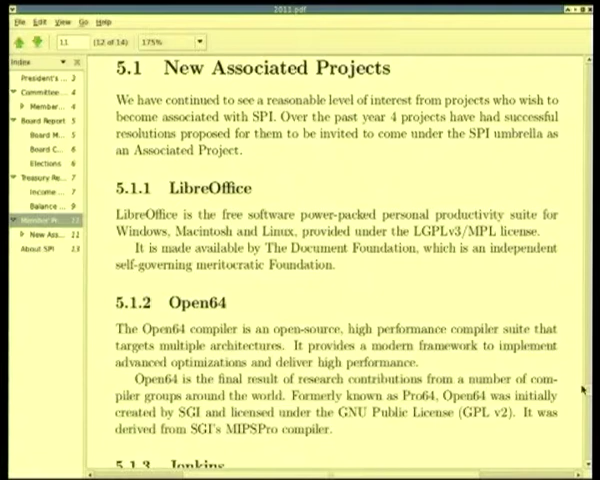 2011.pdf
File Edit View Go Help
11 (12 of 14) 175%
Index
President's ... 3
Committee... 4
Member... 4
Board Report 5
Board M... 5
Board C... 6
Elections 6
Treasury Re... 7
Income ... 7
Balance ... 9
Member Pr... 11
New Ass... 11
About SPI 13
5.1 New Associated Projects
We have continued to see a reasonable level of interest from projects who wish to
become associated with SPI. Over the past year 4 projects have had successful
resolutions proposed for them to be invited to come under the SPI umbrella as
an Associated Project.
5.1.1 LibreOffice
LibreOffice is the free software power-packed personal productivity suite for
Windows, Macintosh and Linux, provided under the LGPLv3/MPL license.
It is made available by The Document Foundation, which is an independent
self-governing meritocratic Foundation.
5.1.2 Open64
The Open64 compiler is an open-source, high performance compiler suite that
targets multiple architectures. It provides a modern framework to implement
advanced optimizations and deliver high performance.
Open64 is the final result of research contributions from a number of com-
piler groups around the world. Formerly known as Pro64, Open64 was initially
created by SGI and licensed under the GNU Public License (GPL v2). It was
derived from SGI's MIPSPro compiler.
5.1.3 Jenkins